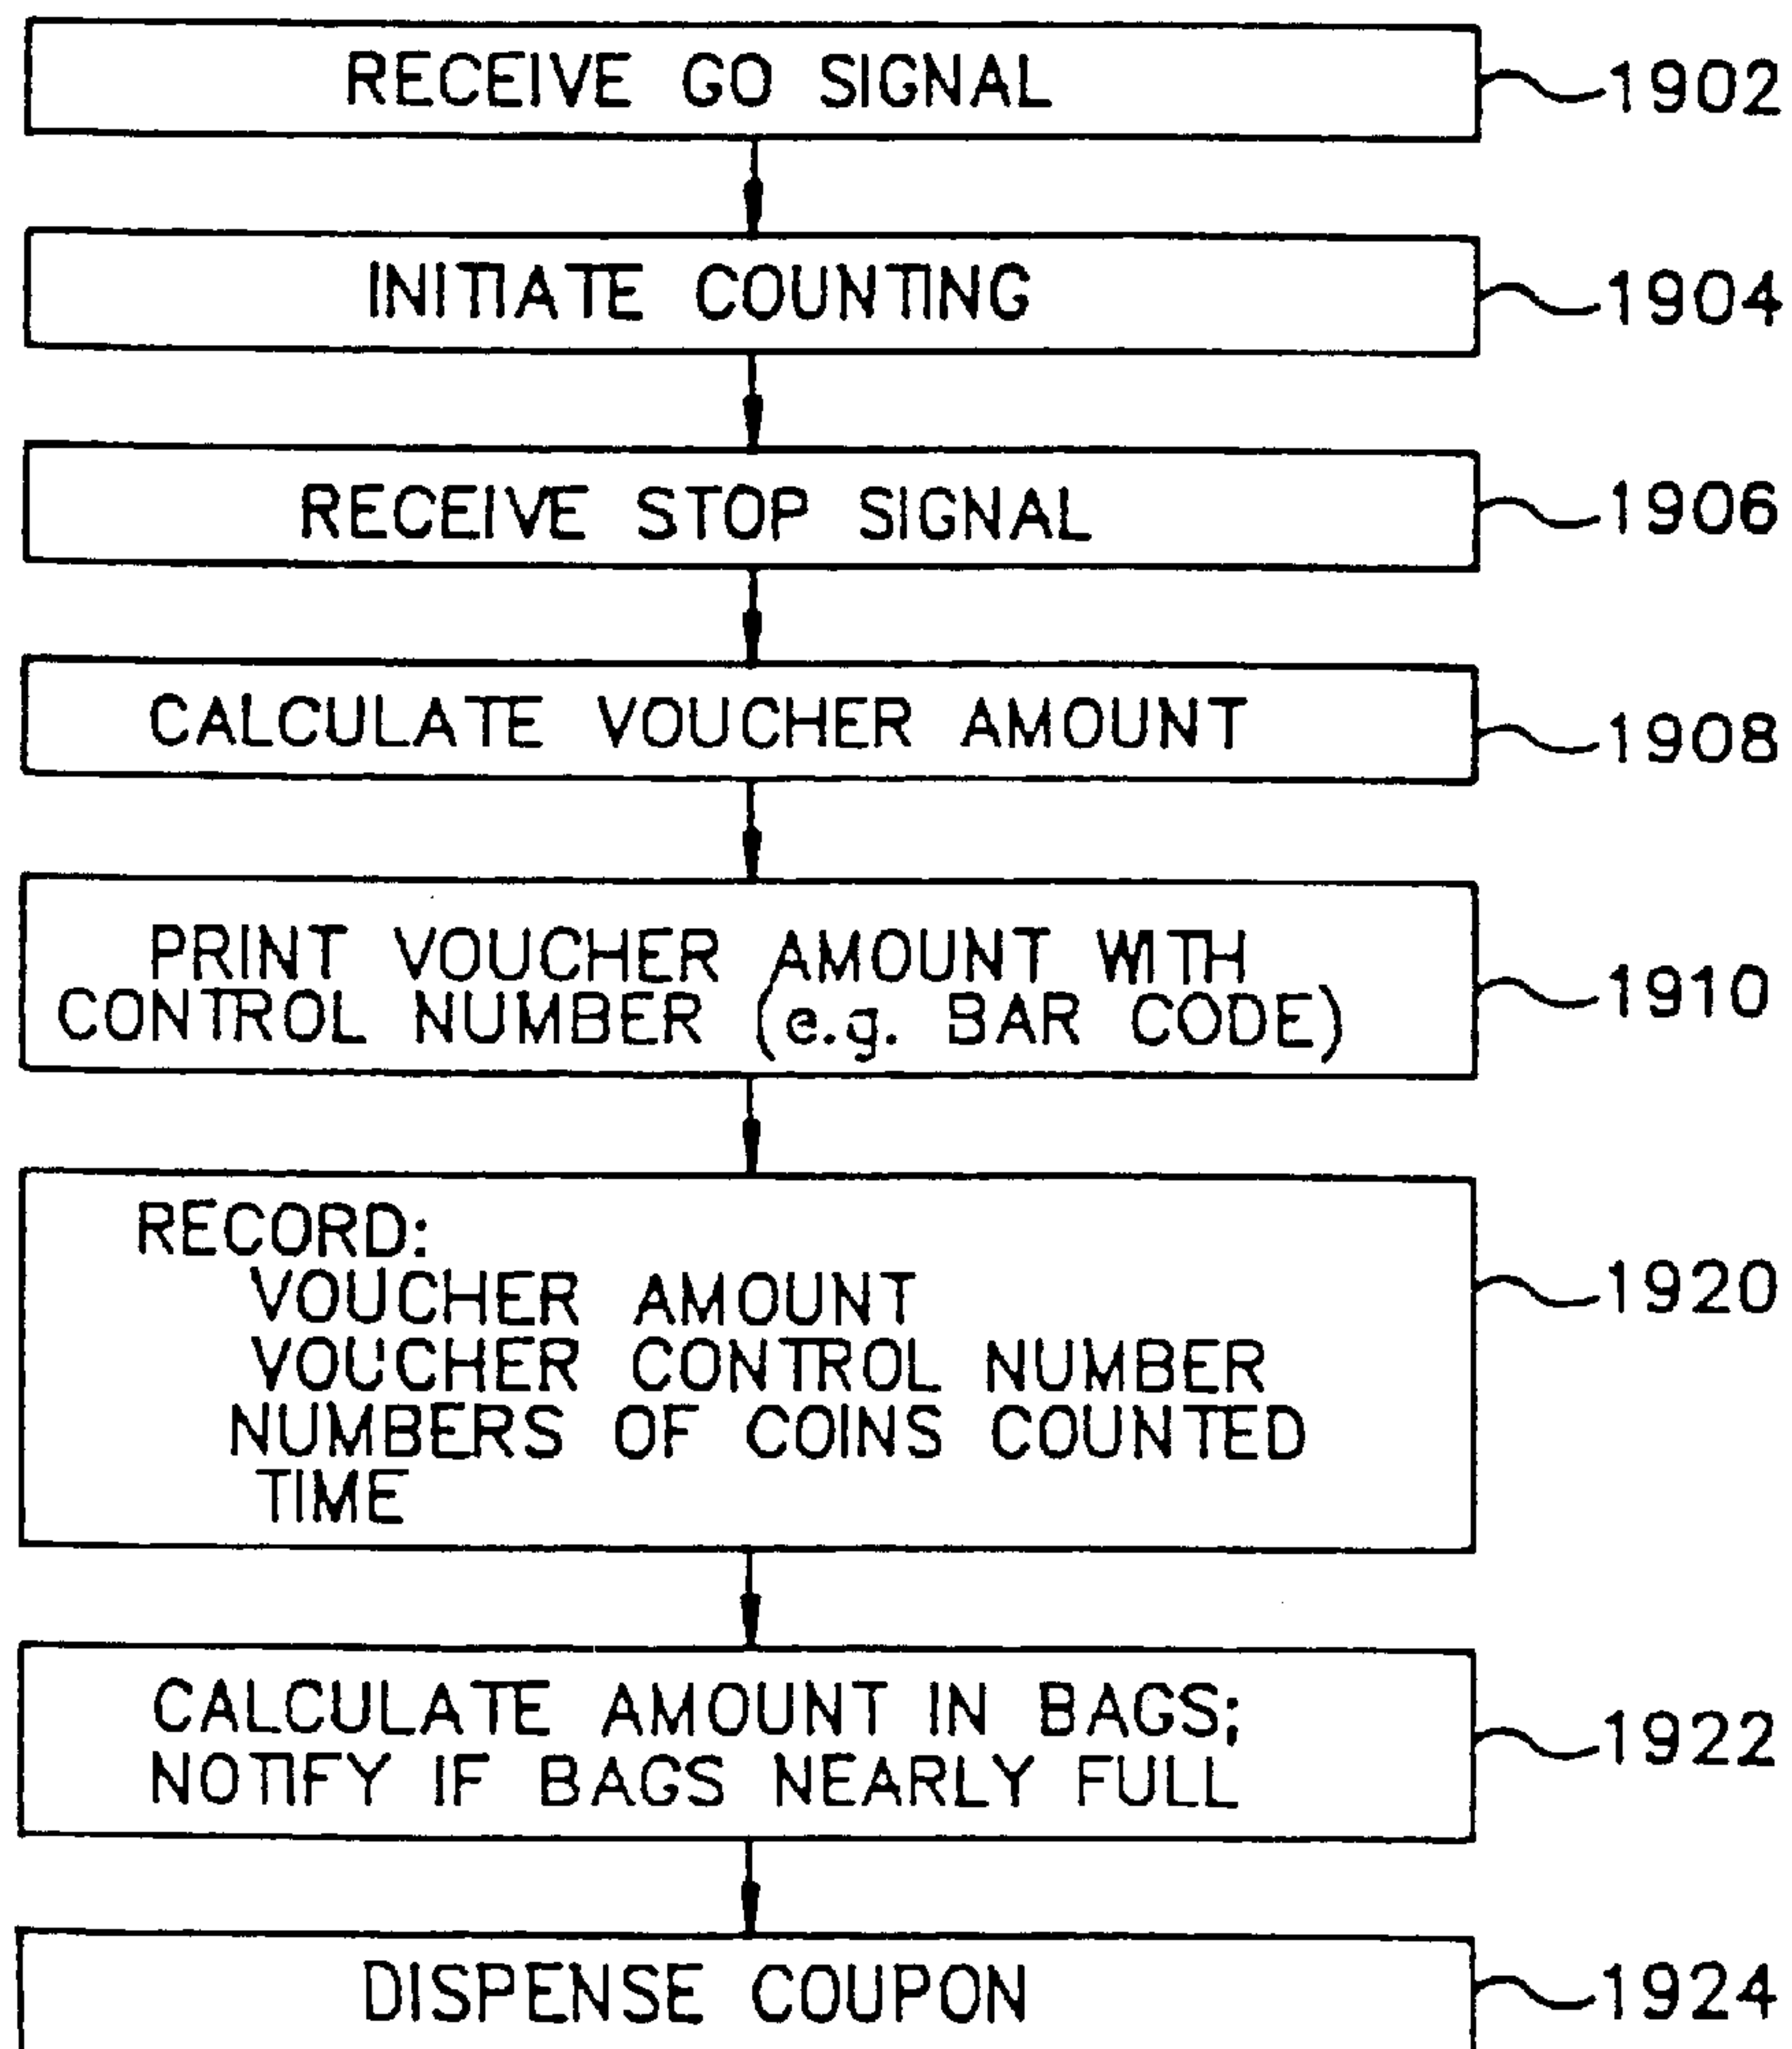 RECEIVE GO SIGNAL
1902
INITIATE COUNTING
1904
RECEIVE STOP SIGNAL
1906
CALCULATE VOUCHER AMOUNT
1908
PRINT VOUCHER AMOUNT WITH
CONTROL NUMBER (e.g. BAR CODE)
1910
RECORD:
VOUCHER AMOUNT
VOUCHER CONTROL NUMBER
NUMBERS OF COINS COUNTED
TIME
1920
CALCULATE AMOUNT IN BAGS;
NOTIFY IF BAGS NEARLY FULL
1922
DISPENSE COUPON
1924